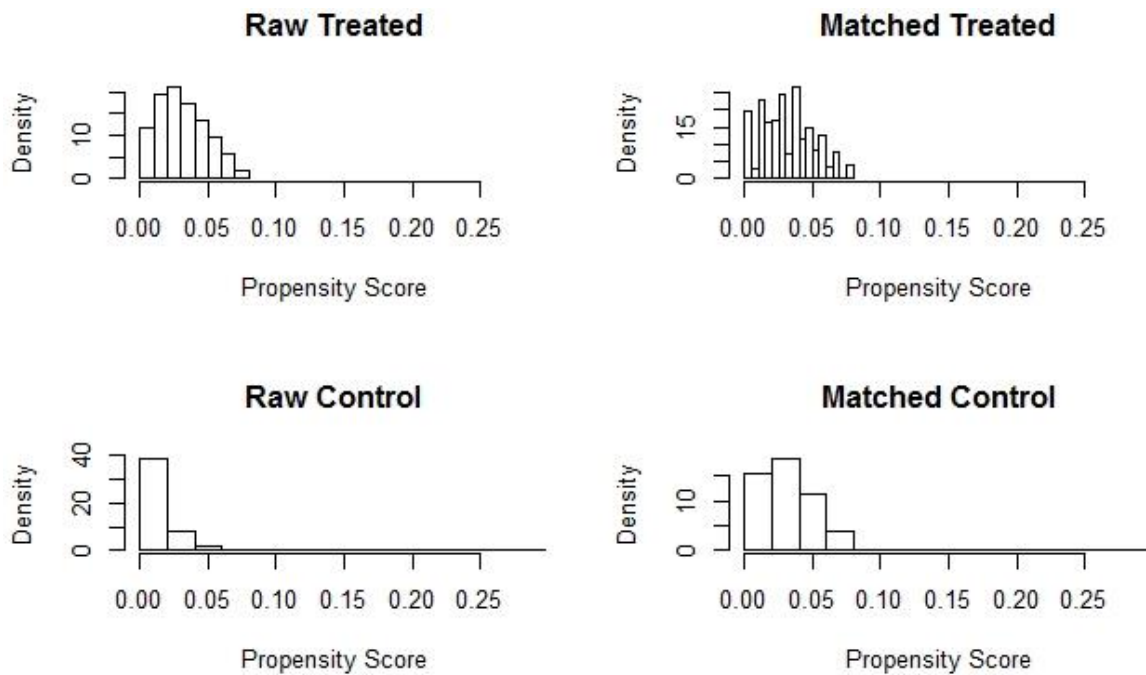 Raw Treated
Density
0 10
0.00 0.05 0.10 0.15 0.20 0.25
Propensity Score
Matched Treated
Density
0 15
0.00 0.05 0.10 0.15 0.20 0.25
Propensity Score
Raw Control
Density
0 20 40
0.00 0.05 0.10 0.15 0.20 0.25
Propensity Score
Matched Control
Density
0 10
0.00 0.05 0.10 0.15 0.20 0.25
Propensity Score